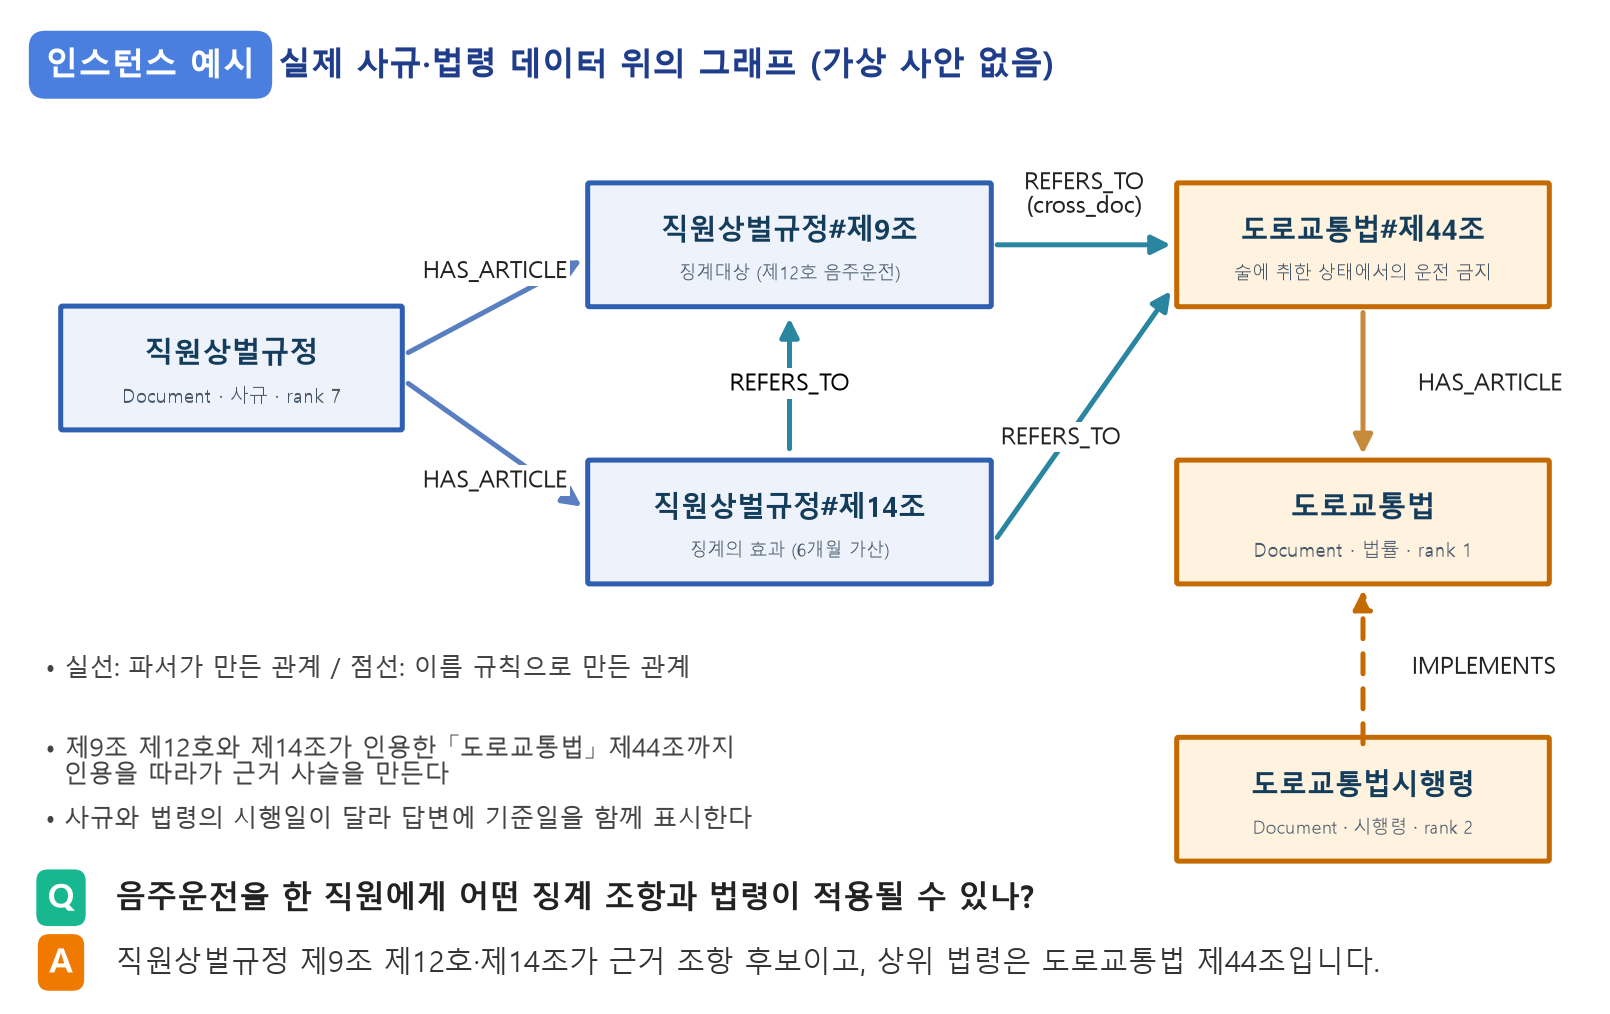 인스턴스 예시 실제 사규·법령 데이터 위의 그래프 (가상 사안 없음)
REFERS_TO
(cross_doc)
직원상벌규정#제9조
징계대상 (제12호 음주운전)
도로교통법#제44조
술에 취한 상태에서의 운전 금지
HAS_ARTICLE
직원상벌규정
Document · 사규 · rank 7
REFERS_TO
HAS_ARTICLE
REFERS_TO
HAS_ARTICLE
직원상벌규정#제14조
징계의 효과 (6개월 가산)
도로교통법
Document · 법률 · rank 1
• 실선: 파서가 만든 관계 / 점선: 이름 규칙으로 만든 관계
IMPLEMENTS
• 제9조 제12호와 제14조가 인용한「도로교통법」제44조까지
인용을 따라가 근거 사슬을 만든다
도로교통법시행령
Document · 시행령 · rank 2
• 사규와 법령의 시행일이 달라 답변에 기준일을 함께 표시한다
Q 음주운전을 한 직원에게 어떤 징계 조항과 법령이 적용될 수 있나?
A 직원상벌규정 제9조 제12호·제14조가 근거 조항 후보이고, 상위 법령은 도로교통법 제44조입니다.